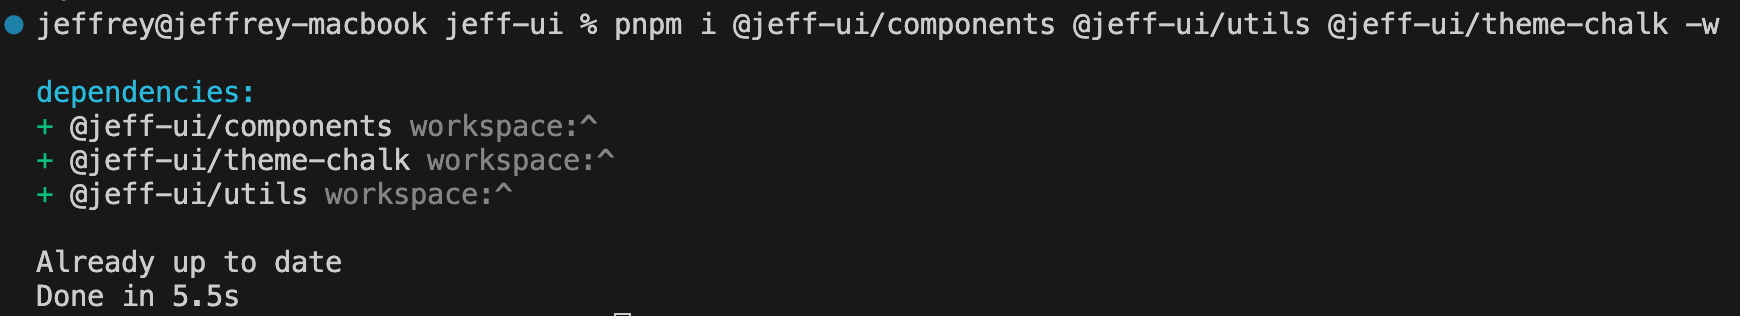 jeffrey@jeffrey-macbook jeff-ui % pnpm i @jeff-ui/components @jeff-ui/utils @jeff-ui/theme-chalk -w
dependencies:
+ @jeff-ui/components workspace:^
+ @jeff-ui/theme-chalk workspace:^
+ @jeff-ui/utils workspace:^
Already up to date
Done in 5.5s